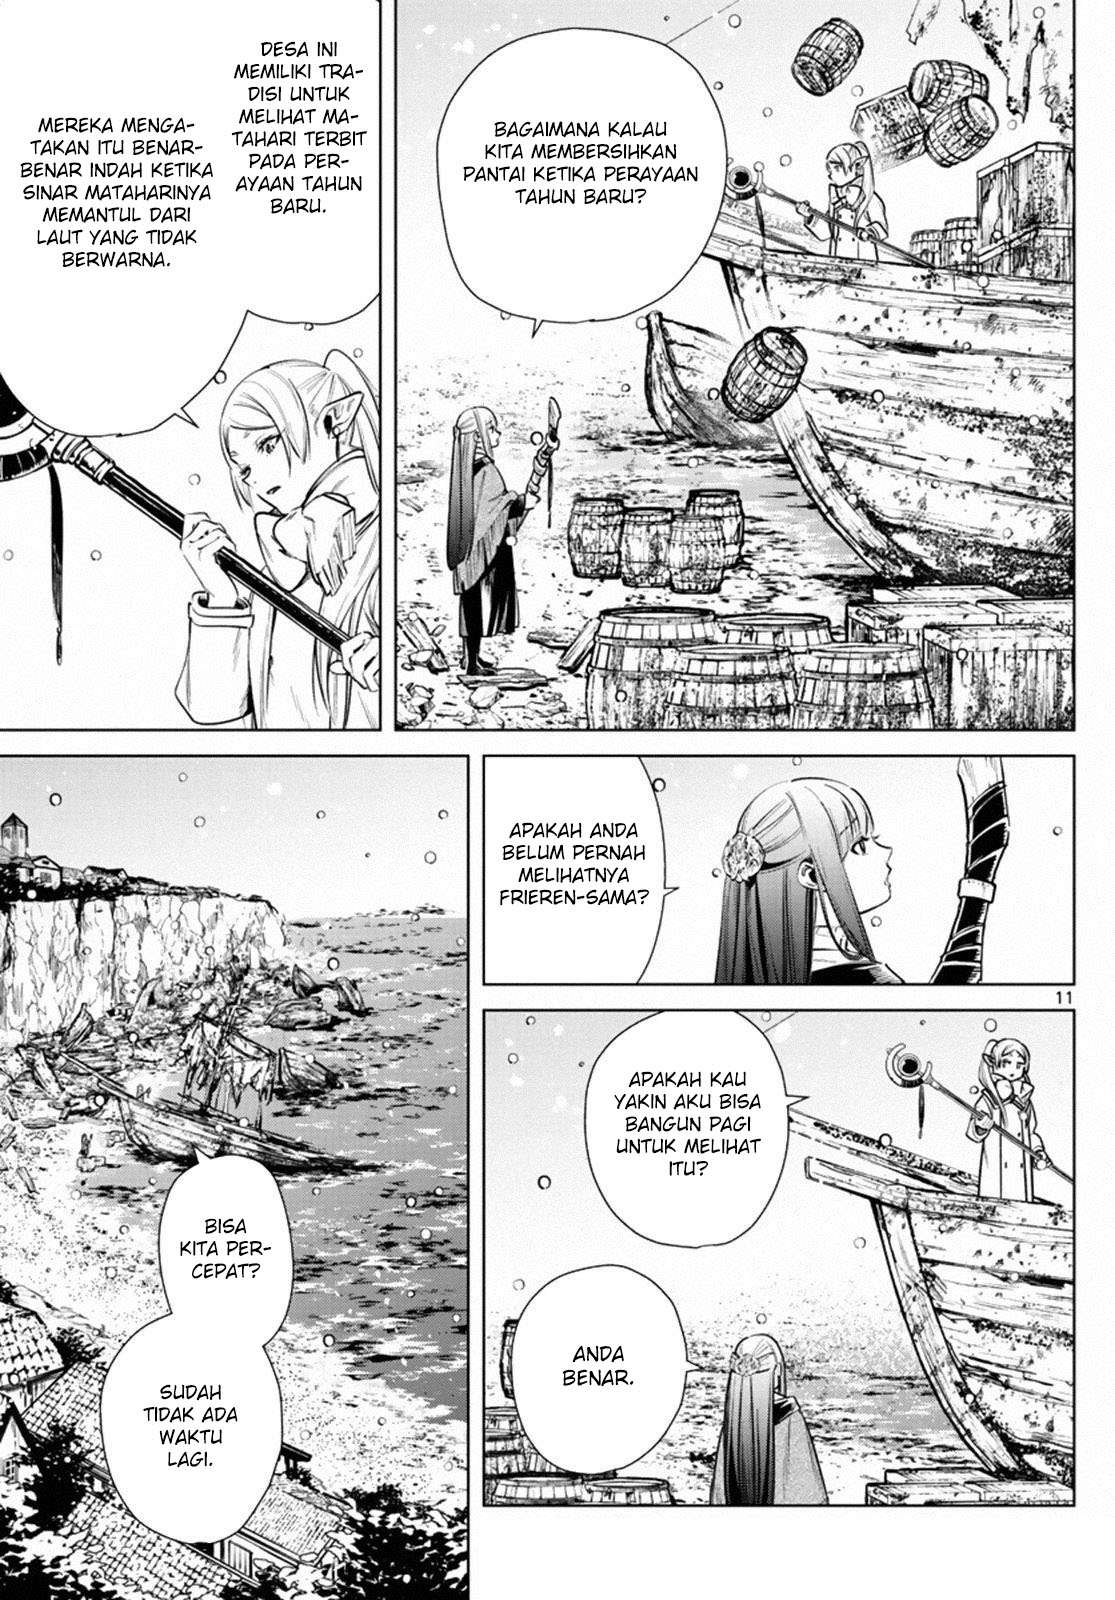 BAGAIMANA KALAU
KITA MEMBERSIHKAN
PANTAI KETIKA PERAYAAN
TAHUN BARU?
DESA INI
MEMILIKI TRA-
DISI UNTUK
MELIHAT MA-
TAHARI TERBIT
PADA PER-
AYAAN TAHUN
BARU.
MEREKA MENGA-
TAKAN ITU BENAR-
BENAR INDAH KETIKA
SINAR MATAHARINYA
MEMANTUL DARI
LAUT YANG TIDAK
BERWARNA.
APAKAH ANDA
BELUM PERNAH
MELIHATNYA
FRIEREN-SAMA?
11
APAKAH KAU
YAKIN AKU BISA
BANGUN PAGI
UNTUK MELIHAT
ITU?
ANDA
BENAR.
BISA
KITA PER-
CEPAT?
SUDAH
TIDAK ADA
WAKTU
LAGI.